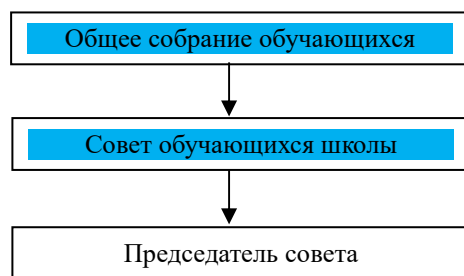 Общее собрание обучающихся
Совет обучающихся школы
Председатель совета